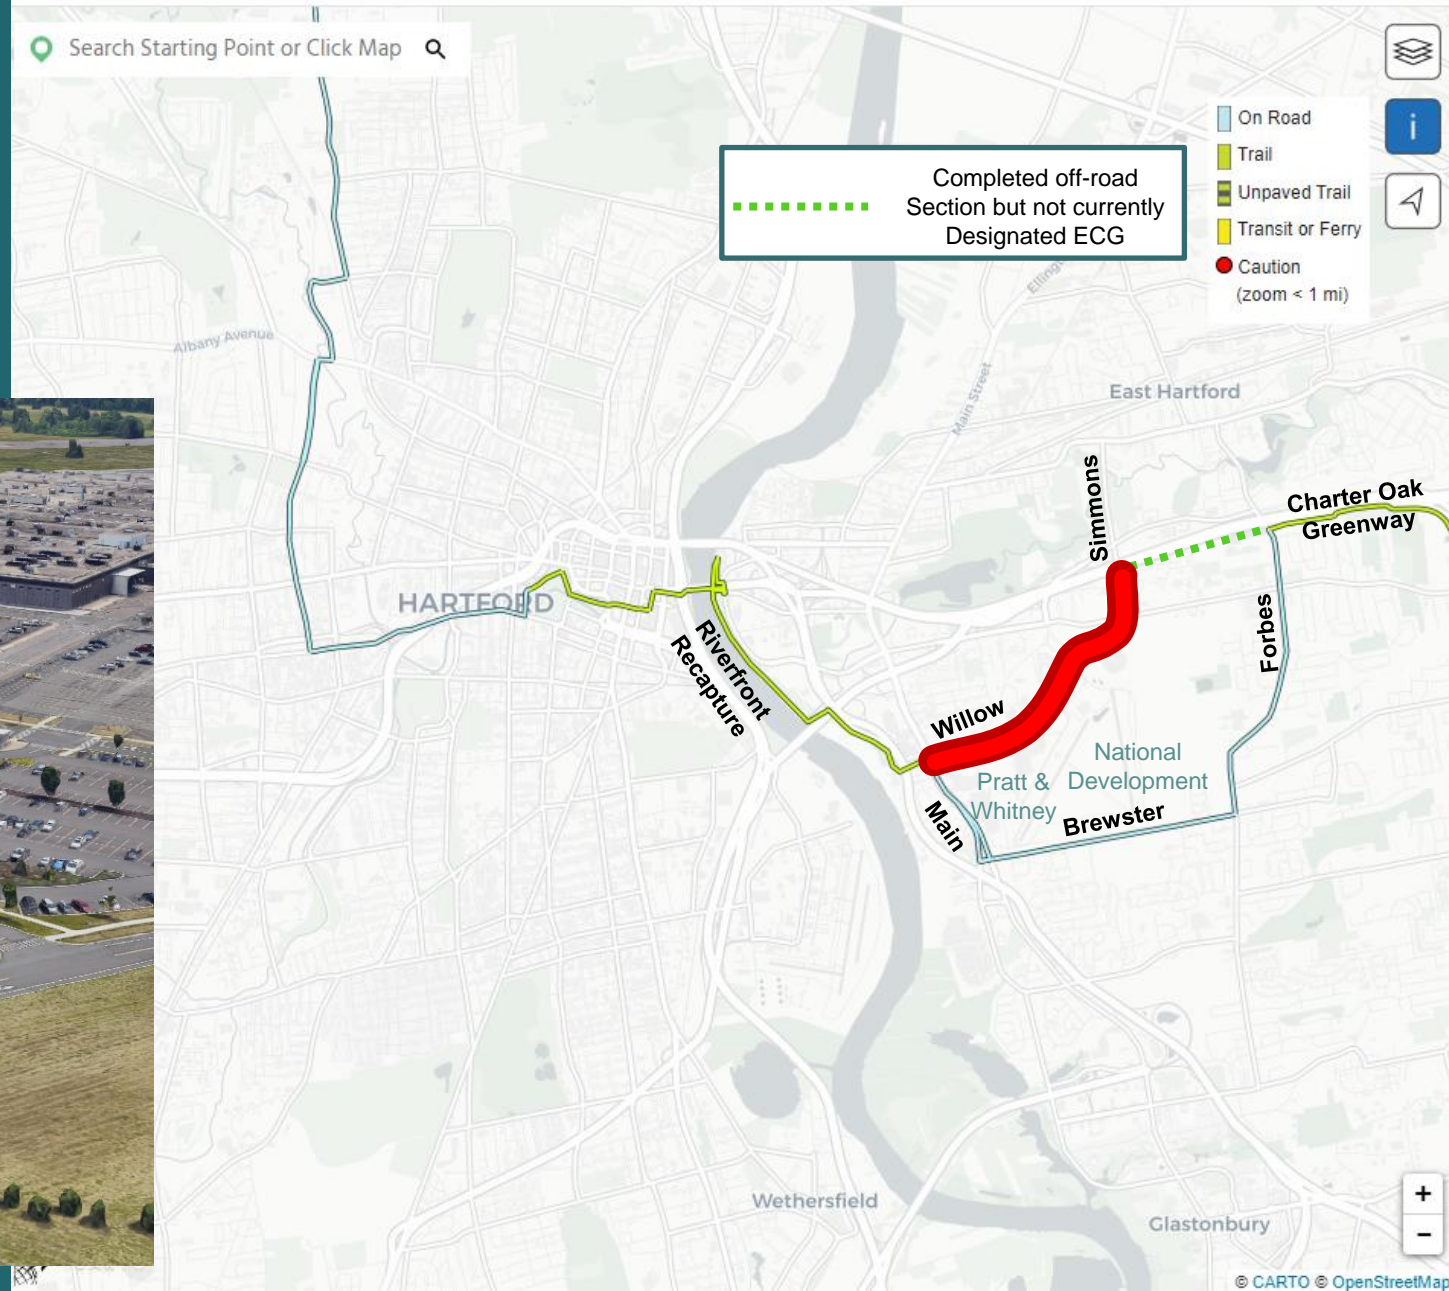 Search Starting Point or Click Map
On Road
Trail
Unpaved Trail
Transit or Ferry
Caution
(zoom < 1 mi)
i
Completed off-road
Section but not currently
Designated ECG
Albany Avenue
Main Street
East Hartford
Simmons
Charter Oak
Greenway
HARTFORD
Riverfront
Recapture
Forbes
Willow
National
Development
Pratt &
Whitney
Main
Brewster
Wethersfield
Glastonbury
+
−
© CARTO © OpenStreetMap